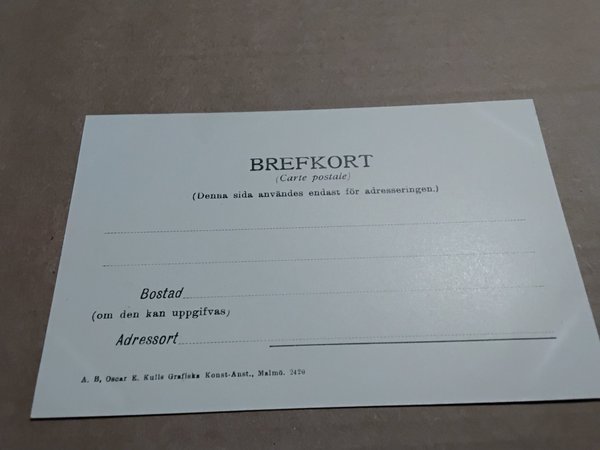 BREFKORT
(Carte postale)
(Denna sida användes endast för adresseringen.)
Bostad
(om den kan uppgifvas)
Adressort
A. B, Oscar E. Kulls Grafiska Konst-Anst., Malmö. 2420